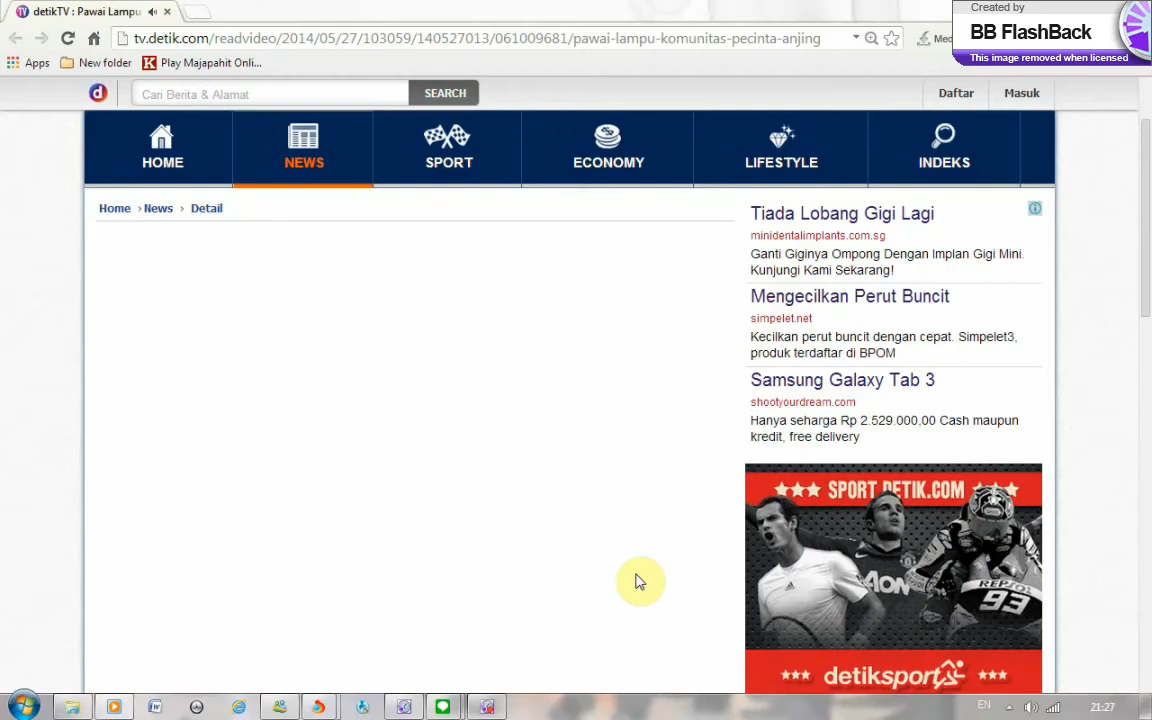 detikTV : Pawai Lampu
Created by
BB FlashBack
This image removed when licensed
tv.detik.com/readvideo/2014/05/27/103059/140527013/061009681/pawai-lampu-komunitas-pecinta-anjing
Med
Apps
New folder
Play Majapahit Onli...
d
Cari Berita & Alamat
SEARCH
Daftar
Masuk
HOME
NEWS
SPORT
ECONOMY
LIFESTYLE
INDEKS
Home › News › Detail
Tiada Lobang Gigi Lagi
minidentalimplants.com.sg
Ganti Giginya Ompong Dengan Implan Gigi Mini.
Kunjungi Kami Sekarang!
Mengecilkan Perut Buncit
simpelet.net
Kecilkan perut buncit dengan cepat. Simpelet3,
produk terdaftar di BPOM
Samsung Galaxy Tab 3
shootyourdream.com
Hanya seharga Rp 2.529.000,00 Cash maupun
kredit, free delivery
SPORT.DETIK.COM
AON
REPSOL
93
detiksport
EN
21:27